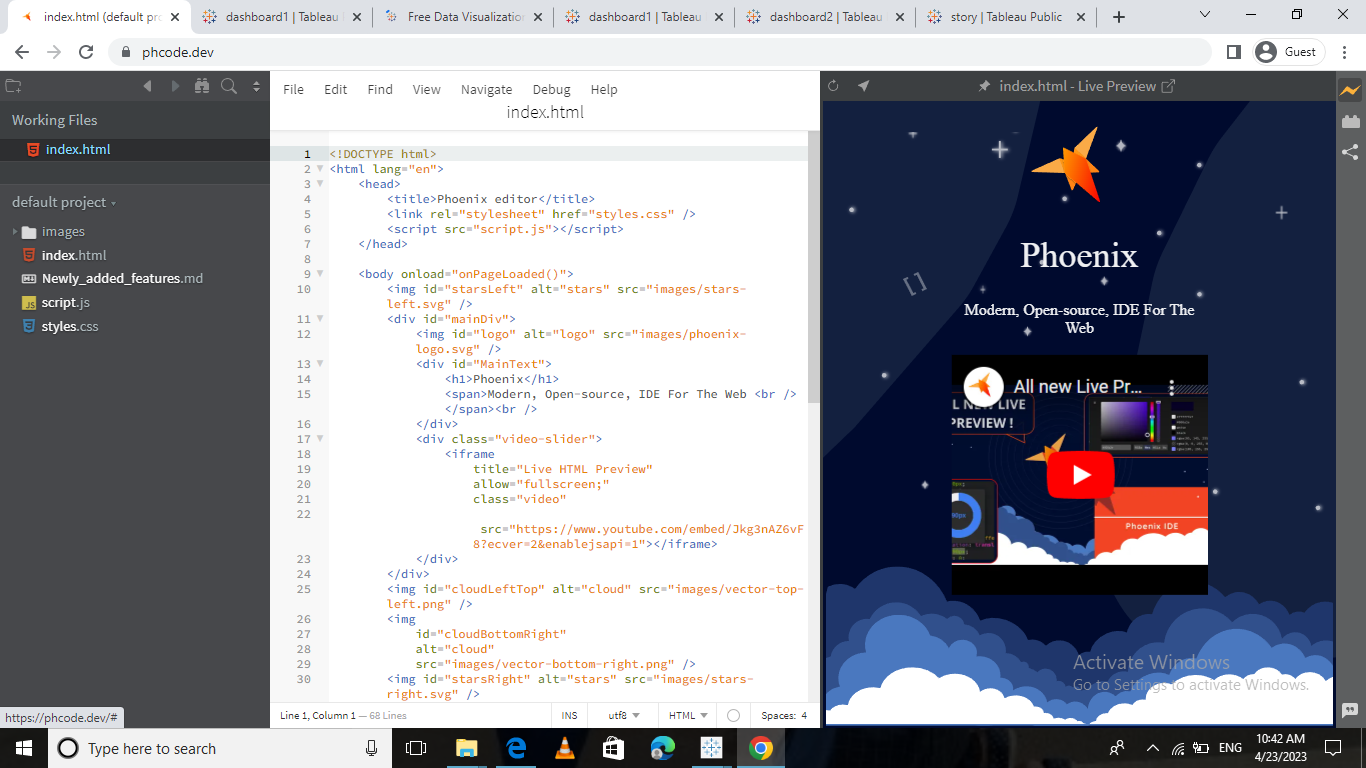 index.html (default pro
dashboard1 | Tableau
Free Data Visualization
dashboard1 | Tableau
dashboard2 | Tableau
story | Tableau Public
phcode.dev
Guest
Working Files
index.html
default project
images
index.html
Newly_added_features.md
JS script.js
styles.css
https://phcode.dev/#
File Edit Find View Navigate Debug Help
index.html
1 <!DOCTYPE html>
2 <html lang="en">
3 <head>
4 <title>Phoenix editor</title>
5 <link rel="stylesheet" href="styles.css" />
6 <script src="script.js"></script>
7 </head>
8
9 <body onload="onPageLoaded()">
10 <img id="starsLeft" alt="stars" src="images/stars-
left.svg" />
11 <div id="mainDiv">
12 <img id="logo" alt="logo" src="images/phoenix-
logo.svg" />
13 <div id="MainText">
14 <h1>Phoenix</h1>
15 <span>Modern, Open-source, IDE For The Web <br />
</span><br />
16 </div>
17 <div class="video-slider">
18 <iframe
19 title="Live HTML Preview"
20 allow="fullscreen;"
21 class="video"
22
src="https://www.youtube.com/embed/Jkg3nAZ6vF
8?ecver=2&enablejsapi=1"></iframe>
23 </div>
24 </div>
25 <img id="cloudLeftTop" alt="cloud" src="images/vector-top-
left.png" />
26 <img
27 id="cloudBottomRight"
28 alt="cloud"
29 src="images/vector-bottom-right.png" />
30 <img id="starsRight" alt="stars" src="images/stars-
right.svg" />
Line 1, Column 1 — 68 Lines
INS
utf8
HTML
Spaces: 4
index.html - Live Preview
Phoenix
Modern, Open-source, IDE For The
Web
All new Live Pr...
L NEW LIVE
PREVIEW !
Phoenix IDE
Activate Windows
Go to Settings to activate Windows.
Type here to search
ENG
10:42 AM
4/23/2023